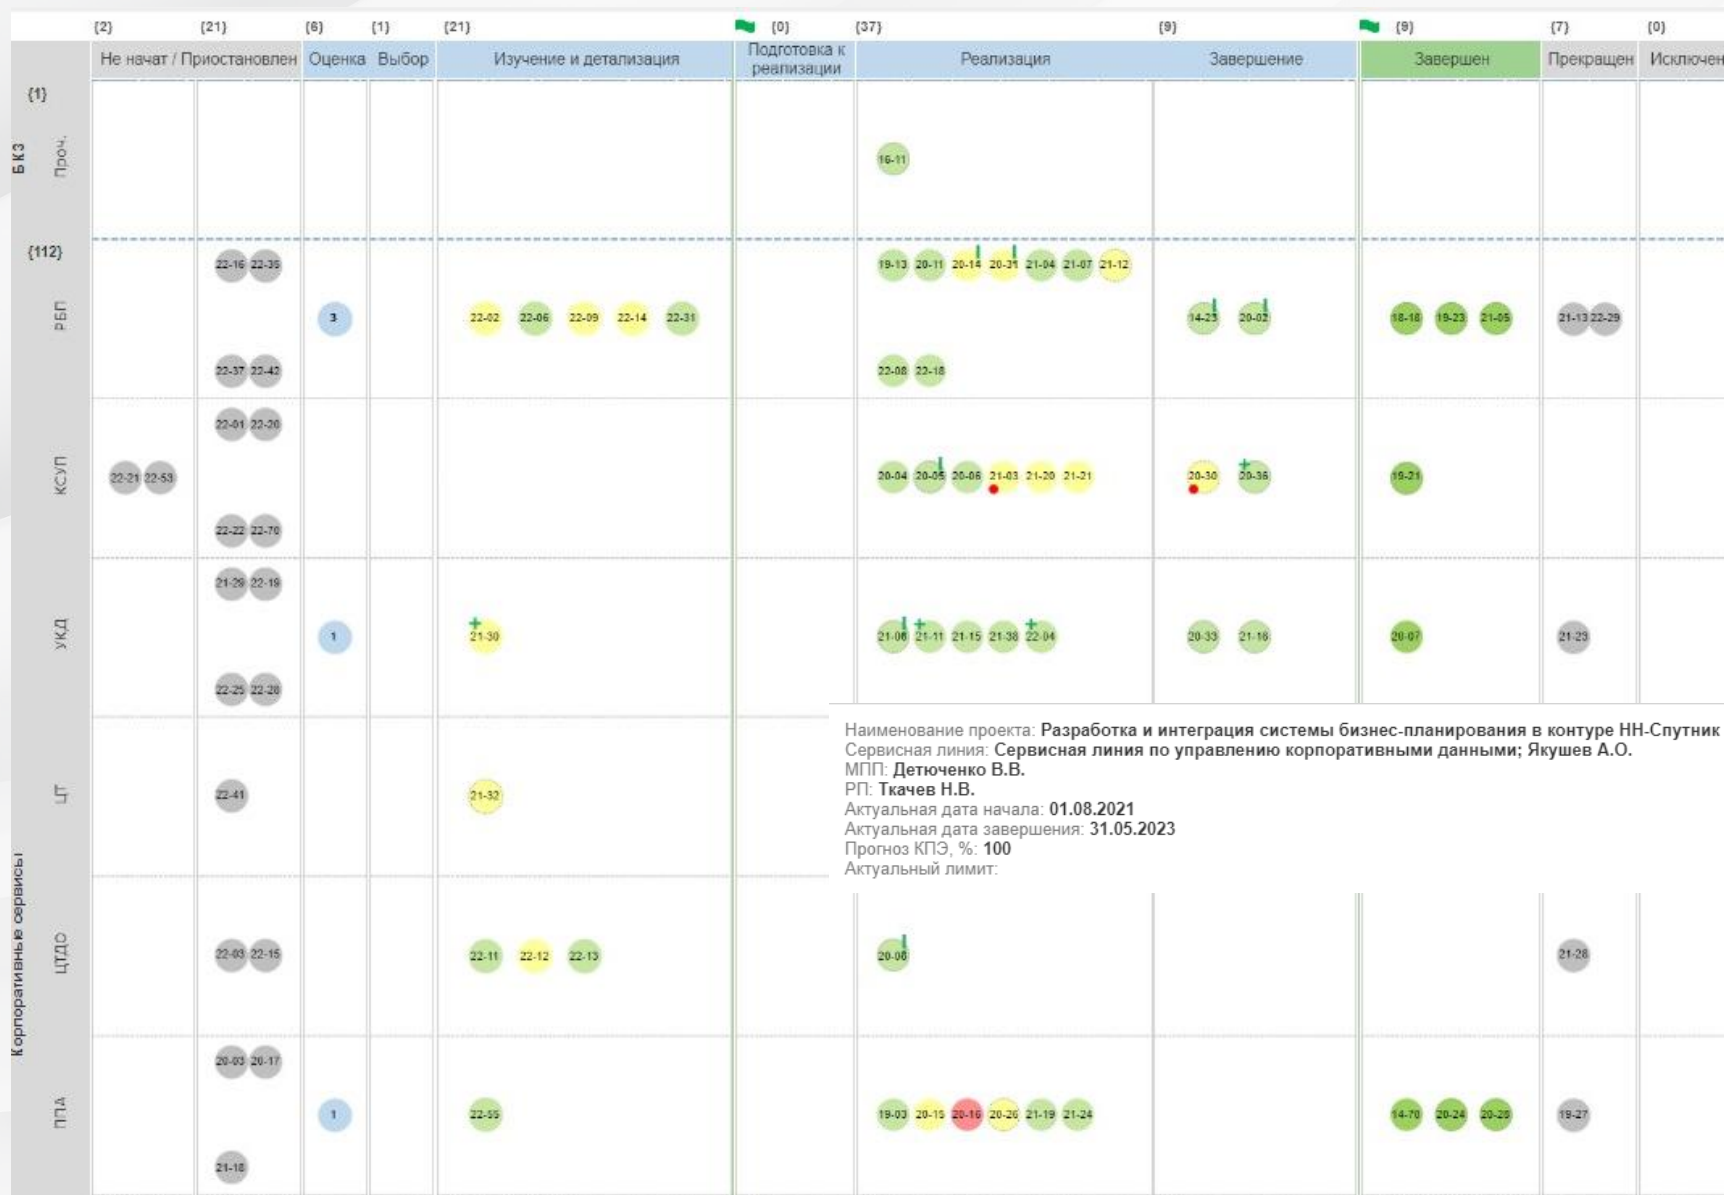 {2} {21} {6} {1} {21} {0} {37} {9} {9} {7} {0}
Не начат / Приостановлен Оценка Выбор Изучение и детализация Подготовка к реализации Реализация Завершение Завершен Прекращен Исключен
{1}
БКЗ
Проч.
16-11
{112}
Корпоративные сервисы
22-16 22-35 19-13 20-11 20-14 20-31 21-04 21-07 21-12
РБП
3 22-02 22-06 22-09 22-14 22-31 14-23 20-02 18-18 19-23 21-05 21-13 22-29
22-37 22-42 22-08 22-18
22-01 22-20
КСУП
22-21 22-53 20-04 20-05 20-06 21-03 21-20 21-21 20-30 20-36 19-21
22-22 22-70
21-29 22-19
УКД
1 21-30 21-06 21-11 21-15 21-38 22-04 20-33 21-16 20-07 21-23
22-25 22-28
Наименование проекта: Разработка и интеграция системы бизнес-планирования в контуре НН-Спутник
Сервисная линия: Сервисная линия по управлению корпоративными данными; Якушев А.О.
МПП: Детюченко В.В.
РП: Ткачев Н.В.
Актуальная дата начала: 01.08.2021
Актуальная дата завершения: 31.05.2023
Прогноз КПЭ, %: 100
Актуальный лимит:
ЦТ
22-41 21-32
ЦТДО
22-03 22-15 22-11 22-12 22-13 20-08 21-28
20-03 20-17
ППА
1 22-55 19-03 20-15 20-16 20-26 21-19 21-24 14-70 20-24 20-25 19-27
21-18